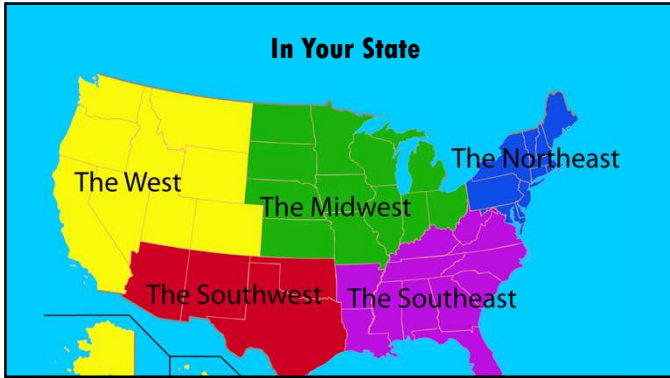 In Your State
The Northeast
The West
The Midwest
The Southwest
The Southeast